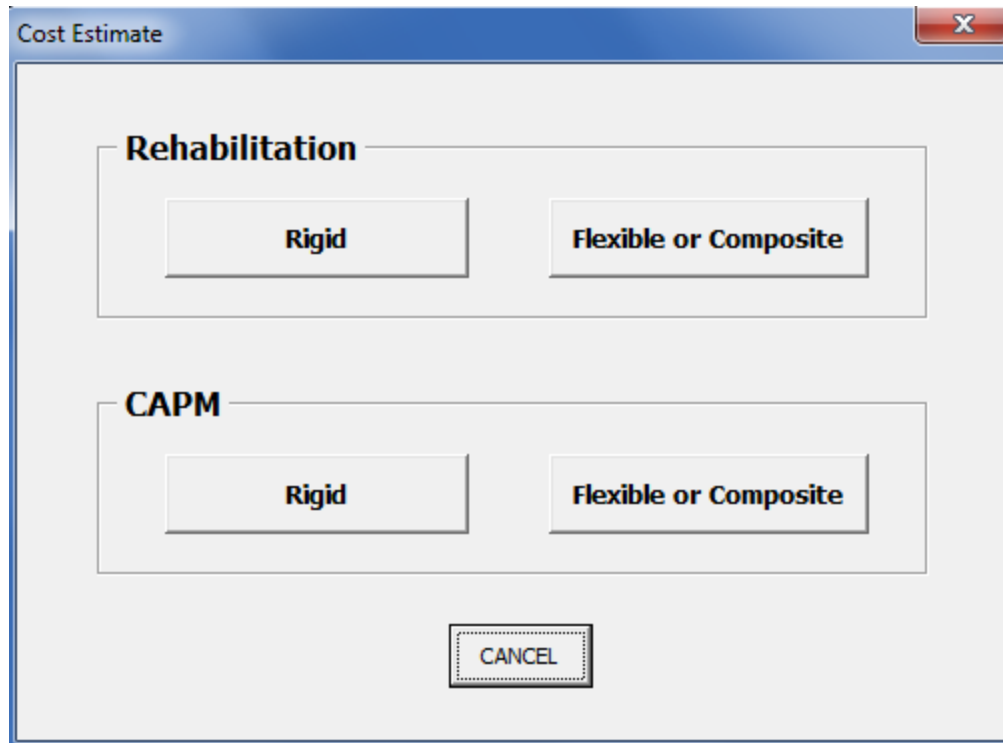 Cost Estimate
X
Rehabilitation
Rigid
Flexible or Composite
CAPM
Rigid
Flexible or Composite
CANCEL